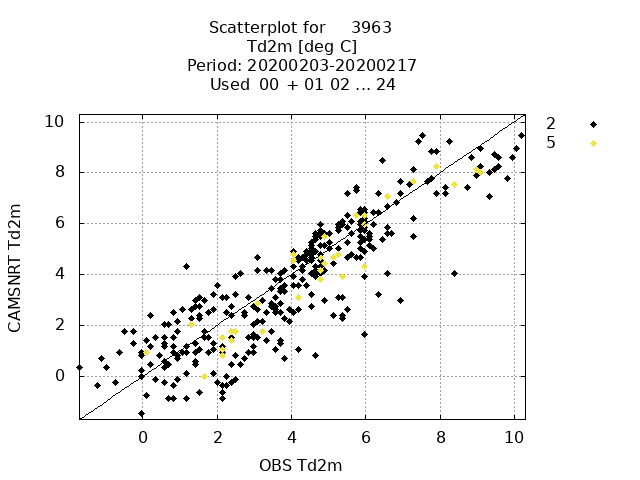 Scatterplot for 3963
Td2m [deg C]
Period: 20200203-20200217
Used 00 + 01 02 ... 24
2
5
10
8
6
4
2
0
CAMSNRT Td2m
0 2 4 6 8 10
OBS Td2m